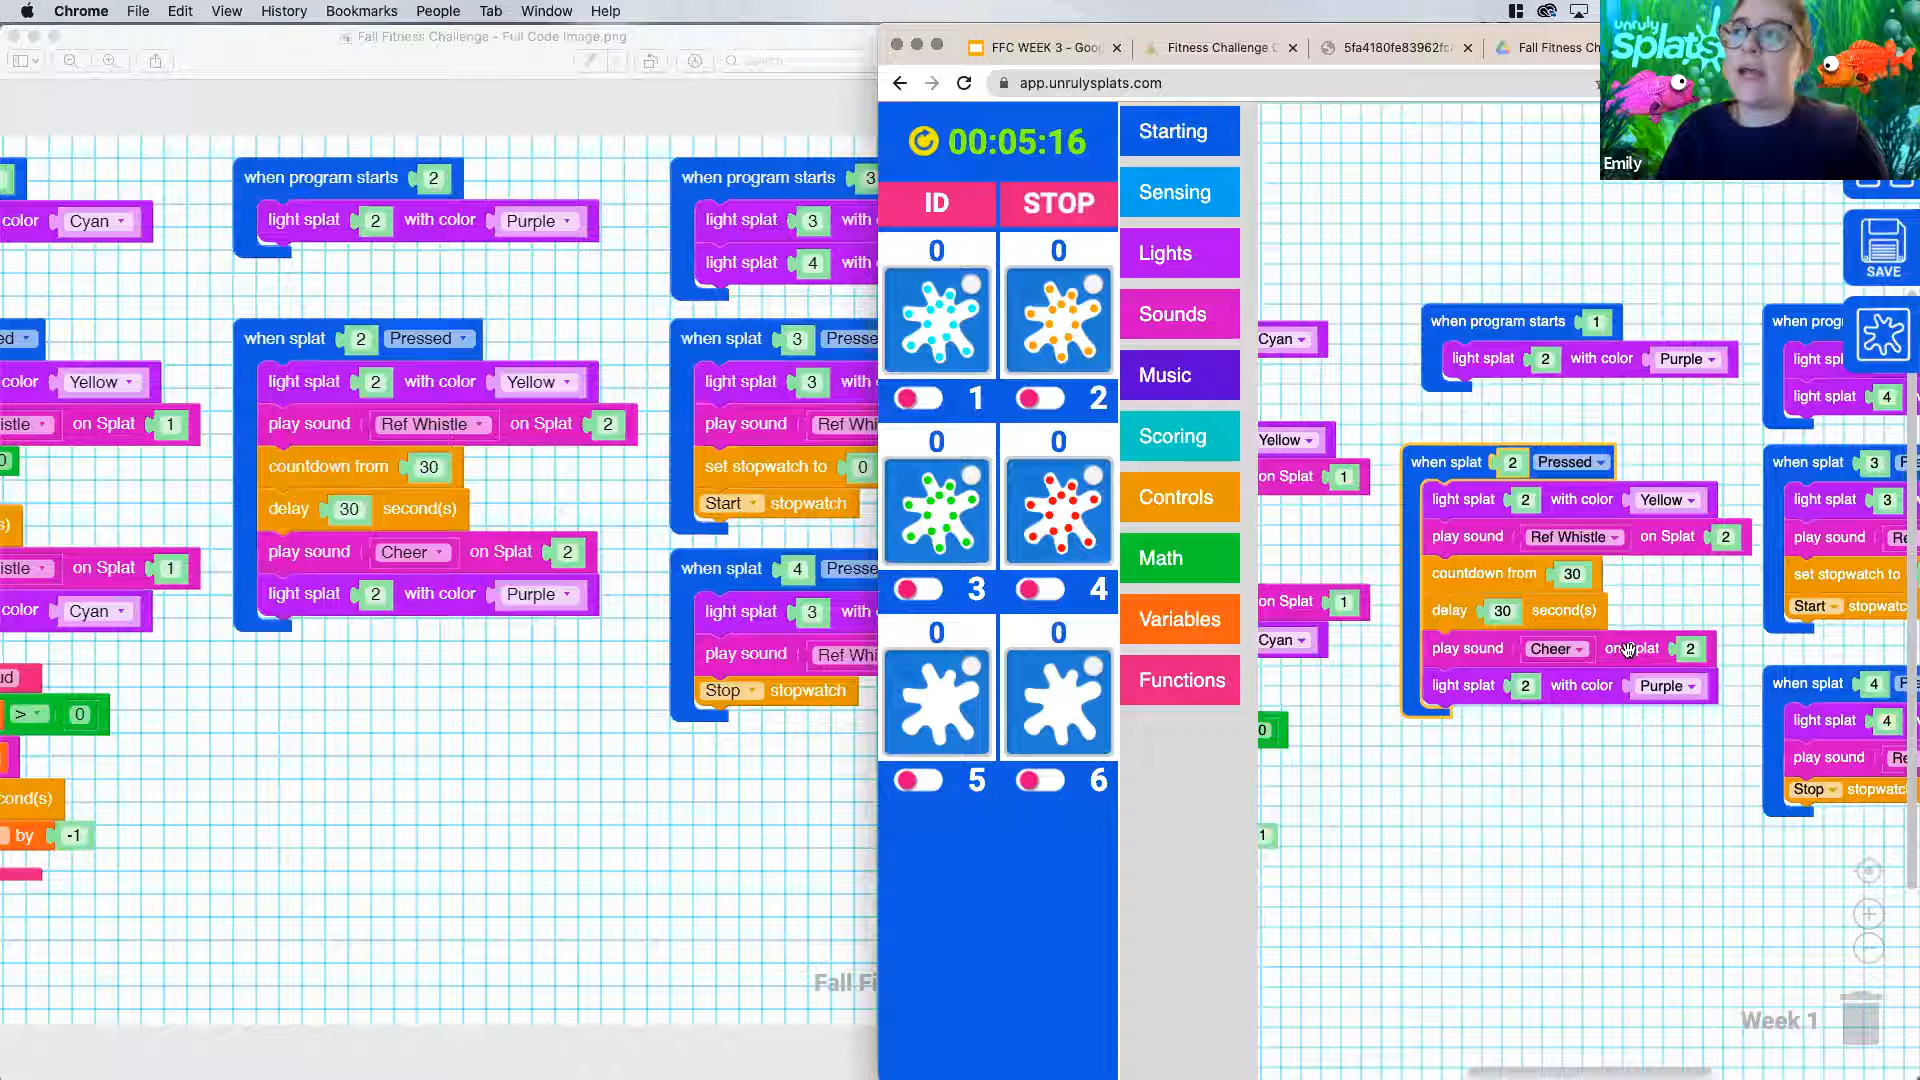 Chrome File Edit View History Bookmarks People Tab Window Help
Fall Fitness Challenge - Full Code Image.png
Search
color Cyan
color Yellow
on Splat 1
on Splat 1
color Cyan
> 0
by -1
when program starts 2
light splat 2 with color Purple
when splat 2 Pressed
light splat 2 with color Yellow
play sound Ref Whistle on Splat 2
countdown from 30
delay 30 second(s)
play sound Cheer on Splat 2
light splat 2 with color Purple
when program starts 3
light splat 3
light splat 4
when splat 3
light splat 3
play sound Ref
set stopwatch to 0
Start stopwatch
when splat 4
light splat 3
play sound Ref
Stop stopwatch
FFC WEEK 3 - Goo
Fitness Challenge
5fa4180fe83962fc
Fall Fitness
app.unrulysplats.com
00:05:16
ID STOP
0 0
1 2
0 0
3 4
0 0
5 6
Starting
Sensing
Lights
Sounds
Music
Scoring
Controls
Math
Variables
Functions
Cyan
Yellow
on Splat 1
on Splat 1
Cyan
0
1
when program starts 1
light splat 2 with color Purple
when splat 2 Pressed
light splat 2 with color Yellow
play sound Ref Whistle on Splat 2
countdown from 30
delay 30 second(s)
play sound Cheer on Splat 2
light splat 2 with color Purple
light splat 4
when splat 3
light splat 3
play sound
set stopwatch to
Start
when splat 4
light splat 4
play sound
Stop
SAVE
Week 1
unruly
Splats
Emily